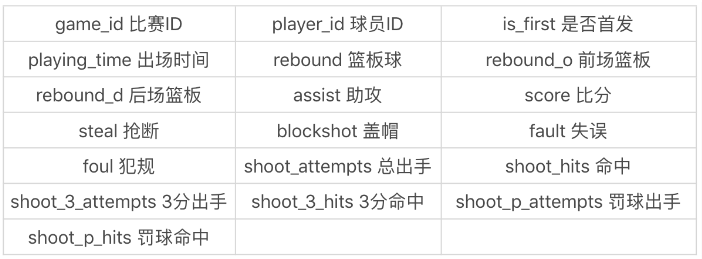 game_id 比赛ID player_id 球员ID is_first 是否首发
playing_time 出场时间 rebound 篮板球 rebound_o 前场篮板
rebound_d 后场篮板 assist 助攻 score 比分
steal 抢断 blockshot 盖帽 fault 失误
foul 犯规 shoot_attempts 总出手 shoot_hits 命中
shoot_3_attempts 3分出手 shoot_3_hits 3分命中 shoot_p_attempts 罚球出手
shoot_p_hits 罚球命中